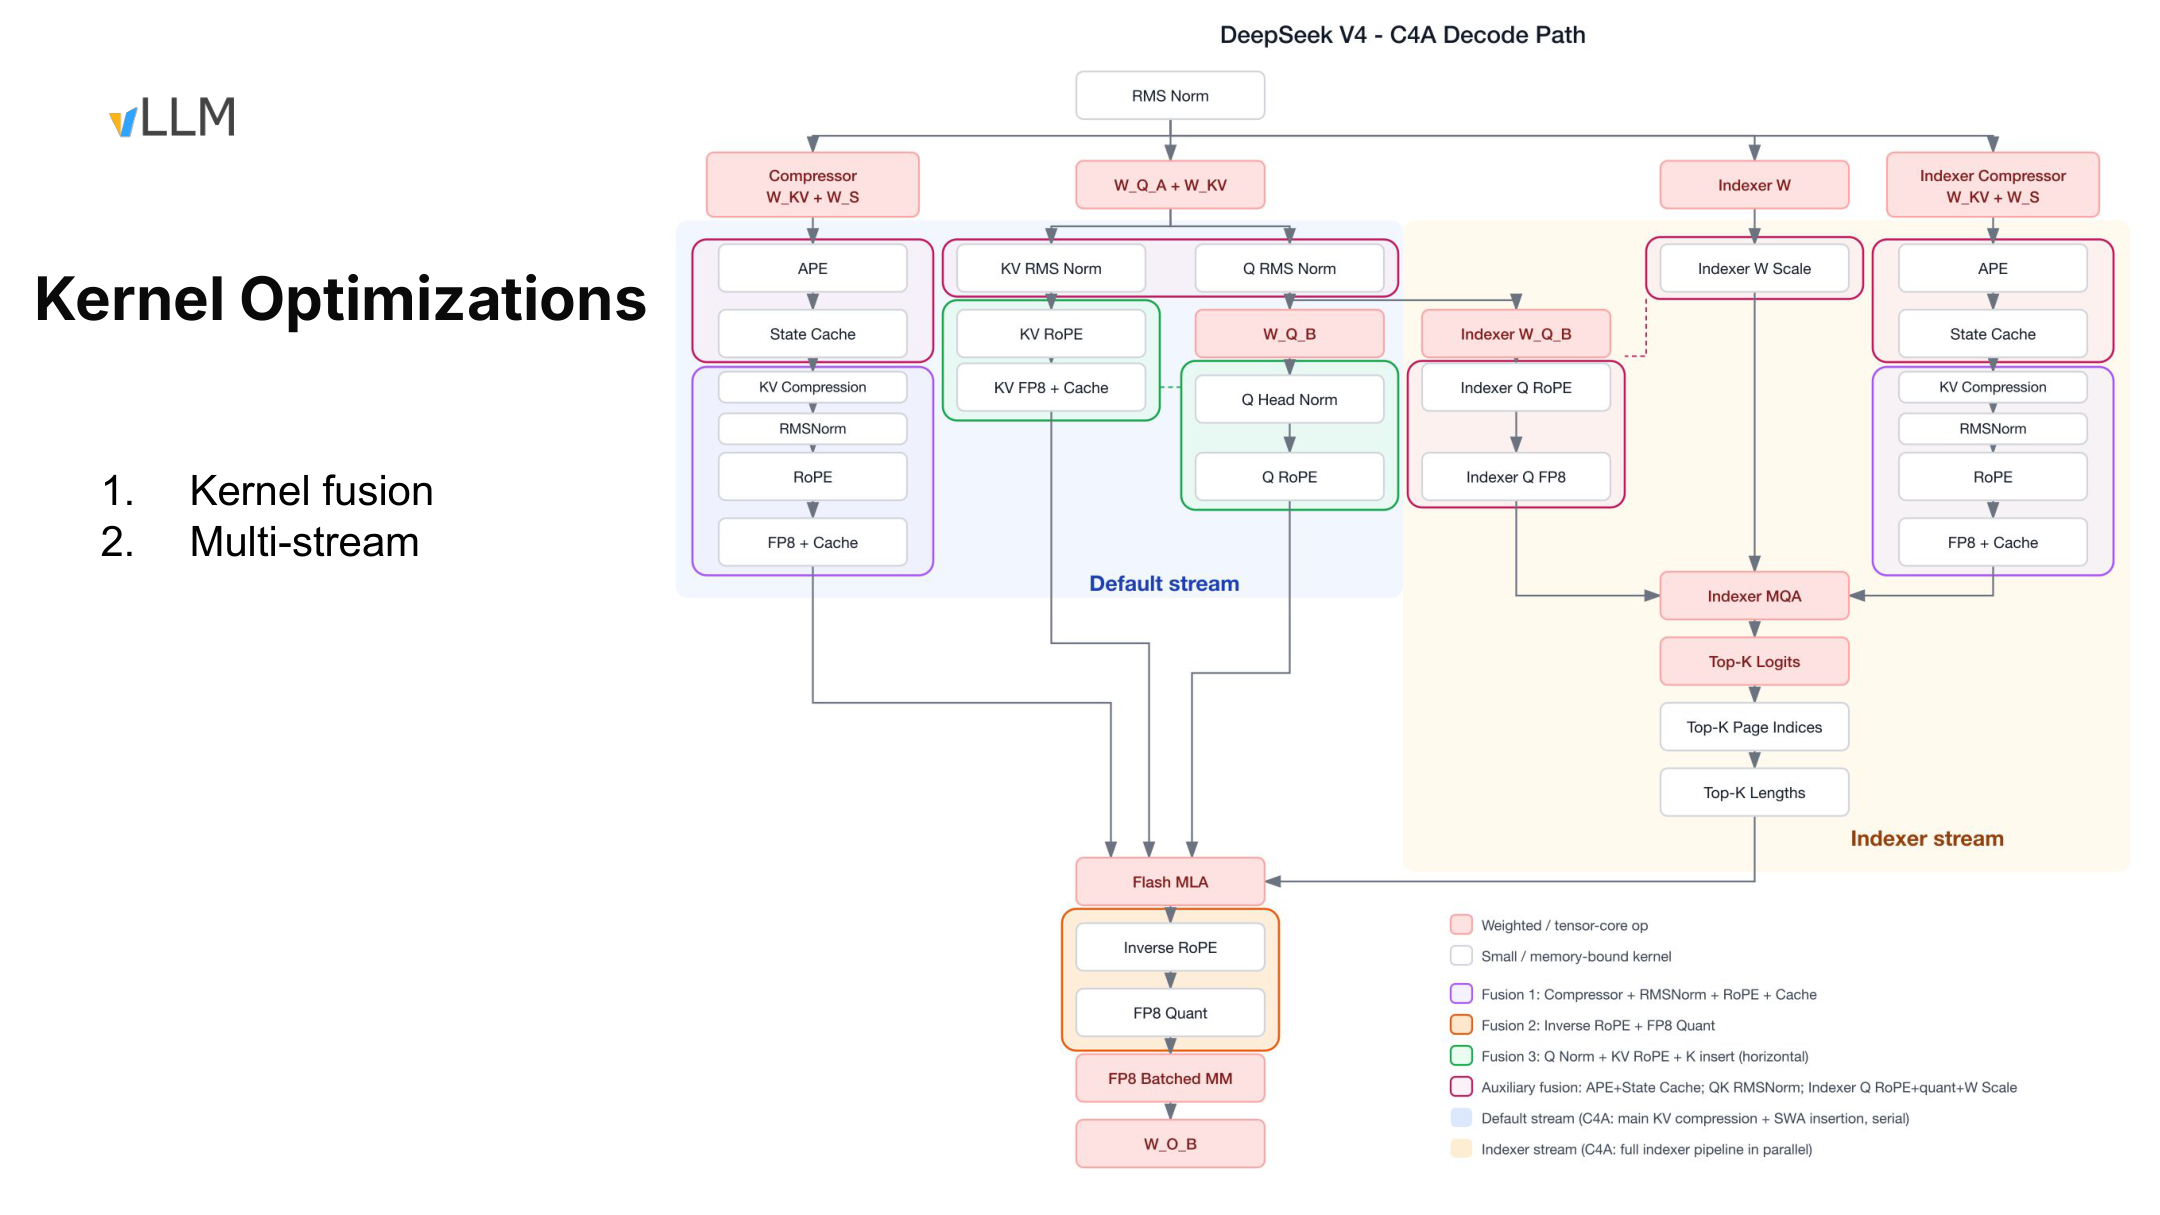 DeepSeek V4 - C4A Decode Path
vLLM
Kernel Optimizations
1. Kernel fusion
2. Multi-stream
RMS Norm
Compressor
W_KV + W_S
W_Q_A + W_KV
Indexer W
Indexer Compressor
W_KV + W_S
APE
State Cache
KV Compression
RMSNorm
RoPE
FP8 + Cache
KV RMS Norm
Q RMS Norm
KV RoPE
KV FP8 + Cache
W_Q_B
Q Head Norm
Q RoPE
Default stream
Indexer W_Q_B
Indexer Q RoPE
Indexer Q FP8
Indexer W Scale
APE
State Cache
KV Compression
RMSNorm
RoPE
FP8 + Cache
Indexer MQA
Top-K Logits
Top-K Page Indices
Top-K Lengths
Indexer stream
Flash MLA
Inverse RoPE
FP8 Quant
FP8 Batched MM
W_O_B
Weighted / tensor-core op
Small / memory-bound kernel
Fusion 1: Compressor + RMSNorm + RoPE + Cache
Fusion 2: Inverse RoPE + FP8 Quant
Fusion 3: Q Norm + KV RoPE + K insert (horizontal)
Auxiliary fusion: APE+State Cache; QK RMSNorm; Indexer Q RoPE+quant+W Scale
Default stream (C4A: main KV compression + SWA insertion, serial)
Indexer stream (C4A: full indexer pipeline in parallel)